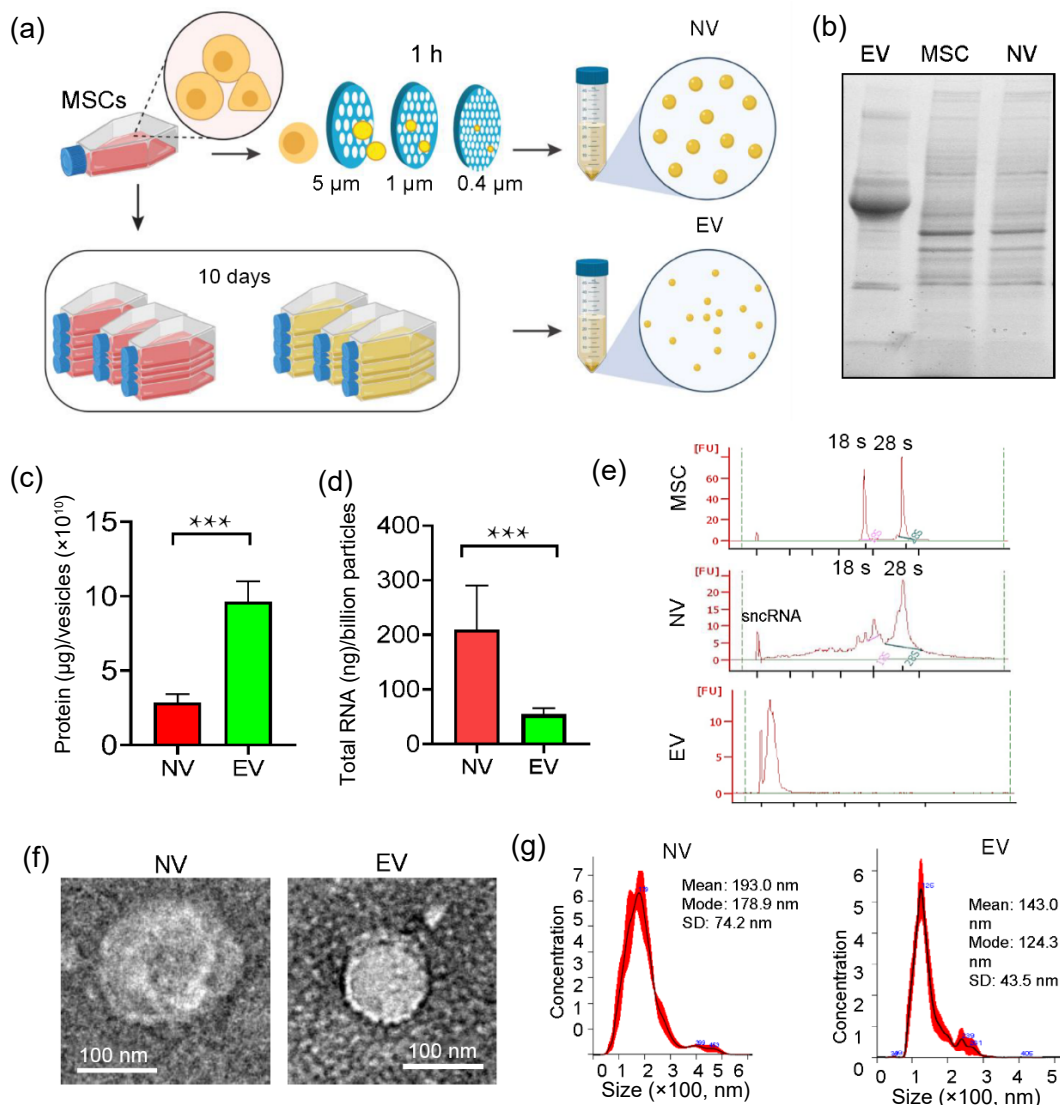 (a)
MSCs
1 h
5 μm
1 μm
0.4 μm
NV
10 days
EV
(b)
EV MSC NV
(c)
Protein (μg)/vesicles (×10¹⁰)
15
10
5
0
***
NV EV
(d)
Total RNA (ng)/billion particles
400
300
200
100
0
***
NV EV
(e)
MSC
[FU]
18 s 28 s
60
40
20
0
18S
28S
NV
[FU]
18 s 28 s
20
15
10
5
0
sncRNA
18S
28S
EV
[FU]
10
5
0
(f)
NV
100 nm
EV
100 nm
(g)
NV
Concentration
7
6
5
4
3
2
1
0
Mean: 193.0 nm
Mode: 178.9 nm
SD: 74.2 nm
0 1 2 3 4 5 6
Size (×100, nm)
EV
Concentration
6
5
4
3
2
1
0
126
Mean: 143.0
nm
Mode: 124.3
nm
SD: 43.5 nm
0 1 2 3 4 5
Size (×100, nm)